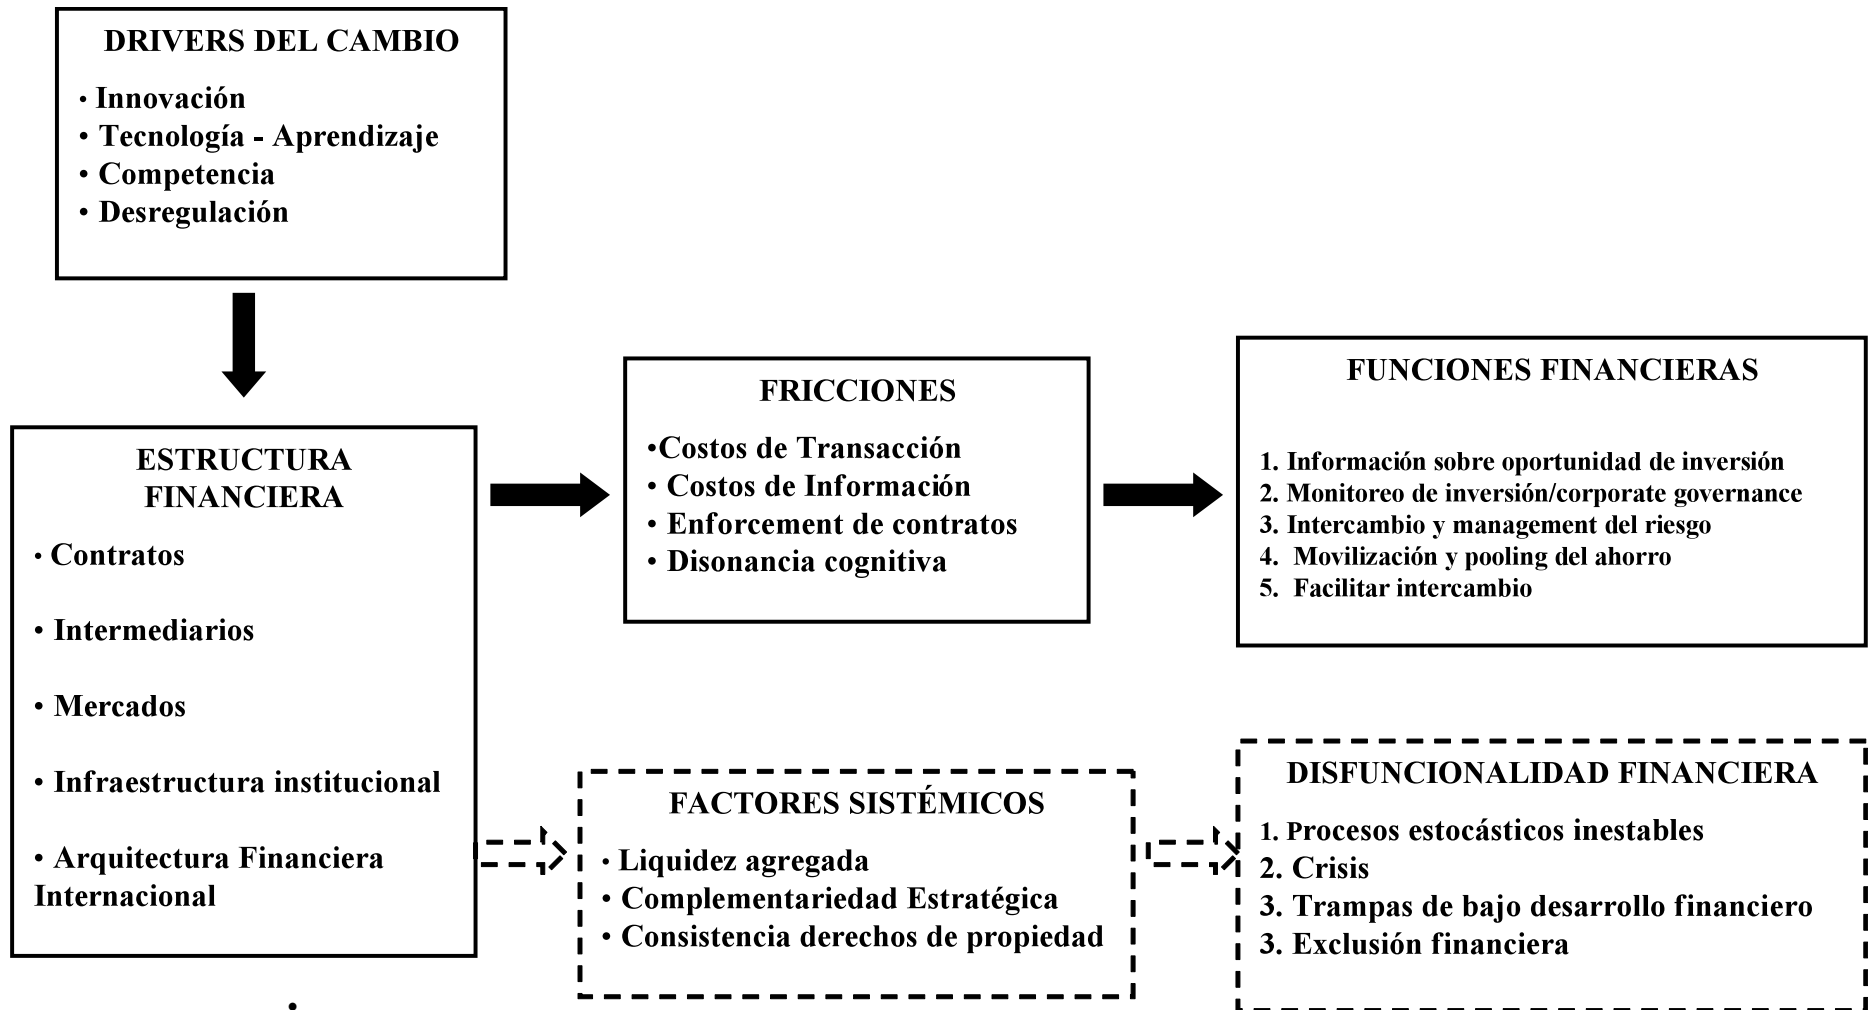 DRIVERS DEL CAMBIO
• Innovación
• Tecnología - Aprendizaje
• Competencia
• Desregulación
ESTRUCTURA
FINANCIERA
• Contratos
• Intermediarios
• Mercados
• Infraestructura institucional
• Arquitectura Financiera
Internacional
FRICCIONES
•Costos de Transacción
• Costos de Información
• Enforcement de contratos
• Disonancia cognitiva
FUNCIONES FINANCIERAS
1. Información sobre oportunidad de inversión
2. Monitoreo de inversión/corporate governance
3. Intercambio y management del riesgo
4. Movilización y pooling del ahorro
5. Facilitar intercambio
FACTORES SISTÉMICOS
• Liquidez agregada
• Complementariedad Estratégica
• Consistencia derechos de propiedad
DISFUNCIONALIDAD FINANCIERA
1. Procesos estocásticos inestables
2. Crisis
3. Trampas de bajo desarrollo financiero
3. Exclusión financiera